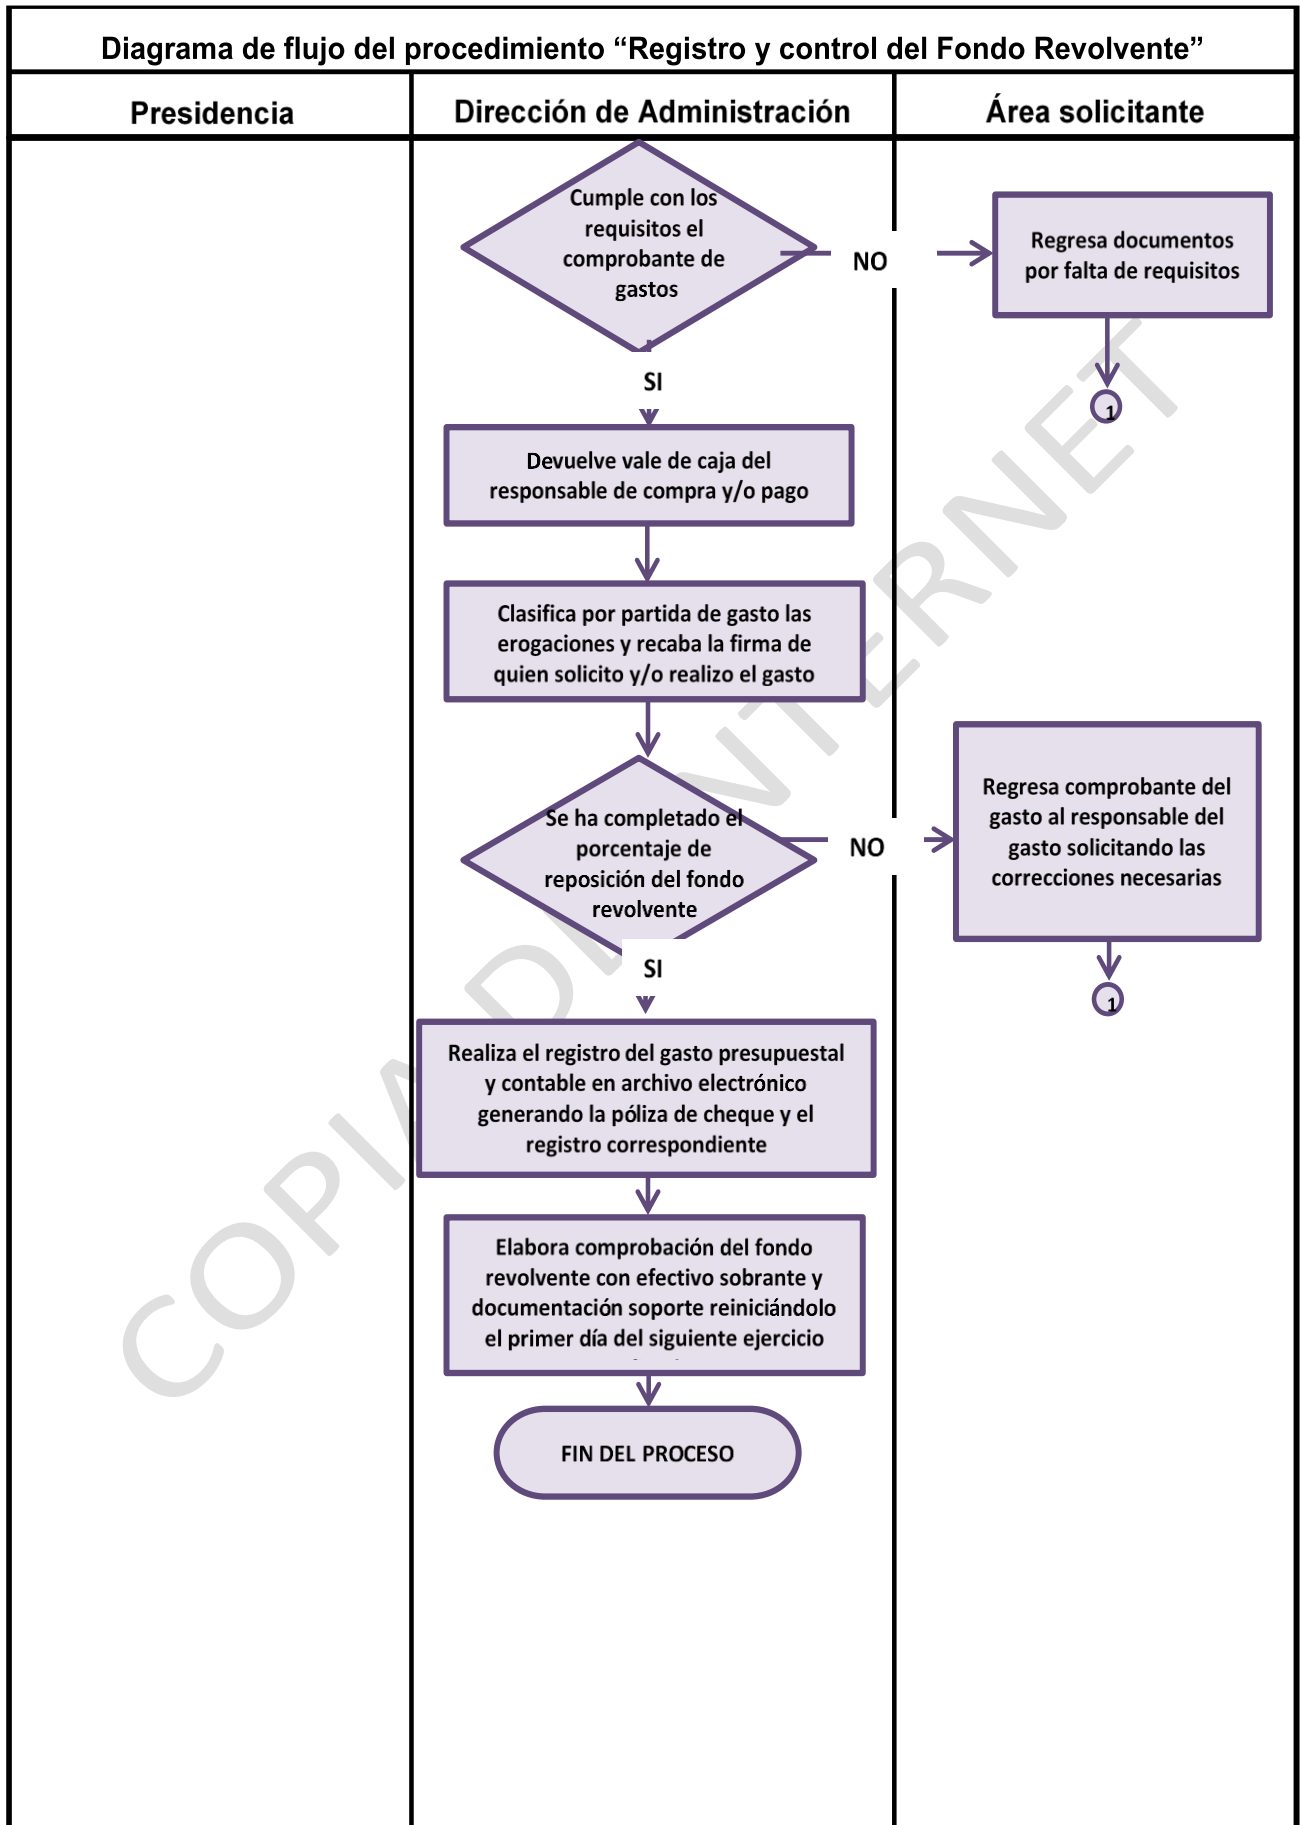 Diagrama de flujo del procedimiento “Registro y control del Fondo Revolvente”
Presidencia
Dirección de Administración
Área solicitante
Cumple con los
requisitos el
comprobante de
gastos
NO
Regresa documentos
por falta de requisitos
1
SI
Devuelve vale de caja del
responsable de compra y/o pago
Clasifica por partida de gasto las
erogaciones y recaba la firma de
quien solicito y/o realizo el gasto
Se ha completado el
porcentaje de
reposición del fondo
revolvente
NO
Regresa comprobante del
gasto al responsable del
gasto solicitando las
correcciones necesarias
1
SI
Realiza el registro del gasto presupuestal
y contable en archivo electrónico
generando la póliza de cheque y el
registro correspondiente
Elabora comprobación del fondo
revolvente con efectivo sobrante y
documentación soporte reiniciándolo
el primer día del siguiente ejercicio
FIN DEL PROCESO
COPIA DE INTERNET